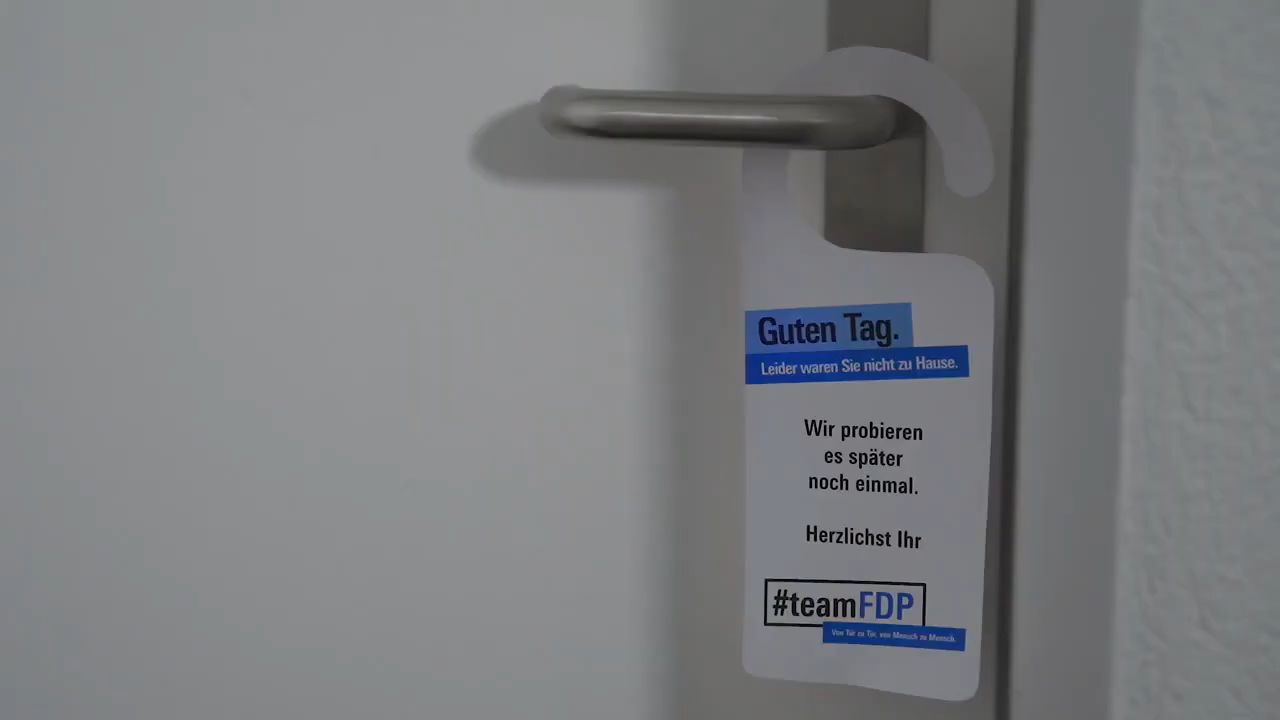 Guten Tag.
Leider waren Sie nicht zu Hause.
Wir probieren
es später
noch einmal.
Herzlichst Ihr
#teamFDP
Von Tür zu Tür, von Mensch zu Mensch.